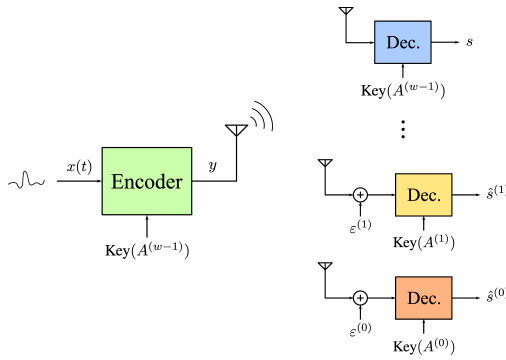 Dec.
s
Key(A^{(w−1)})
⋮
x(t)
Encoder
y
Key(A^{(w−1)})
Dec.
ŝ^{(1)}
ε^{(1)}
Key(A^{(1)})
Dec.
ŝ^{(0)}
ε^{(0)}
Key(A^{(0)})